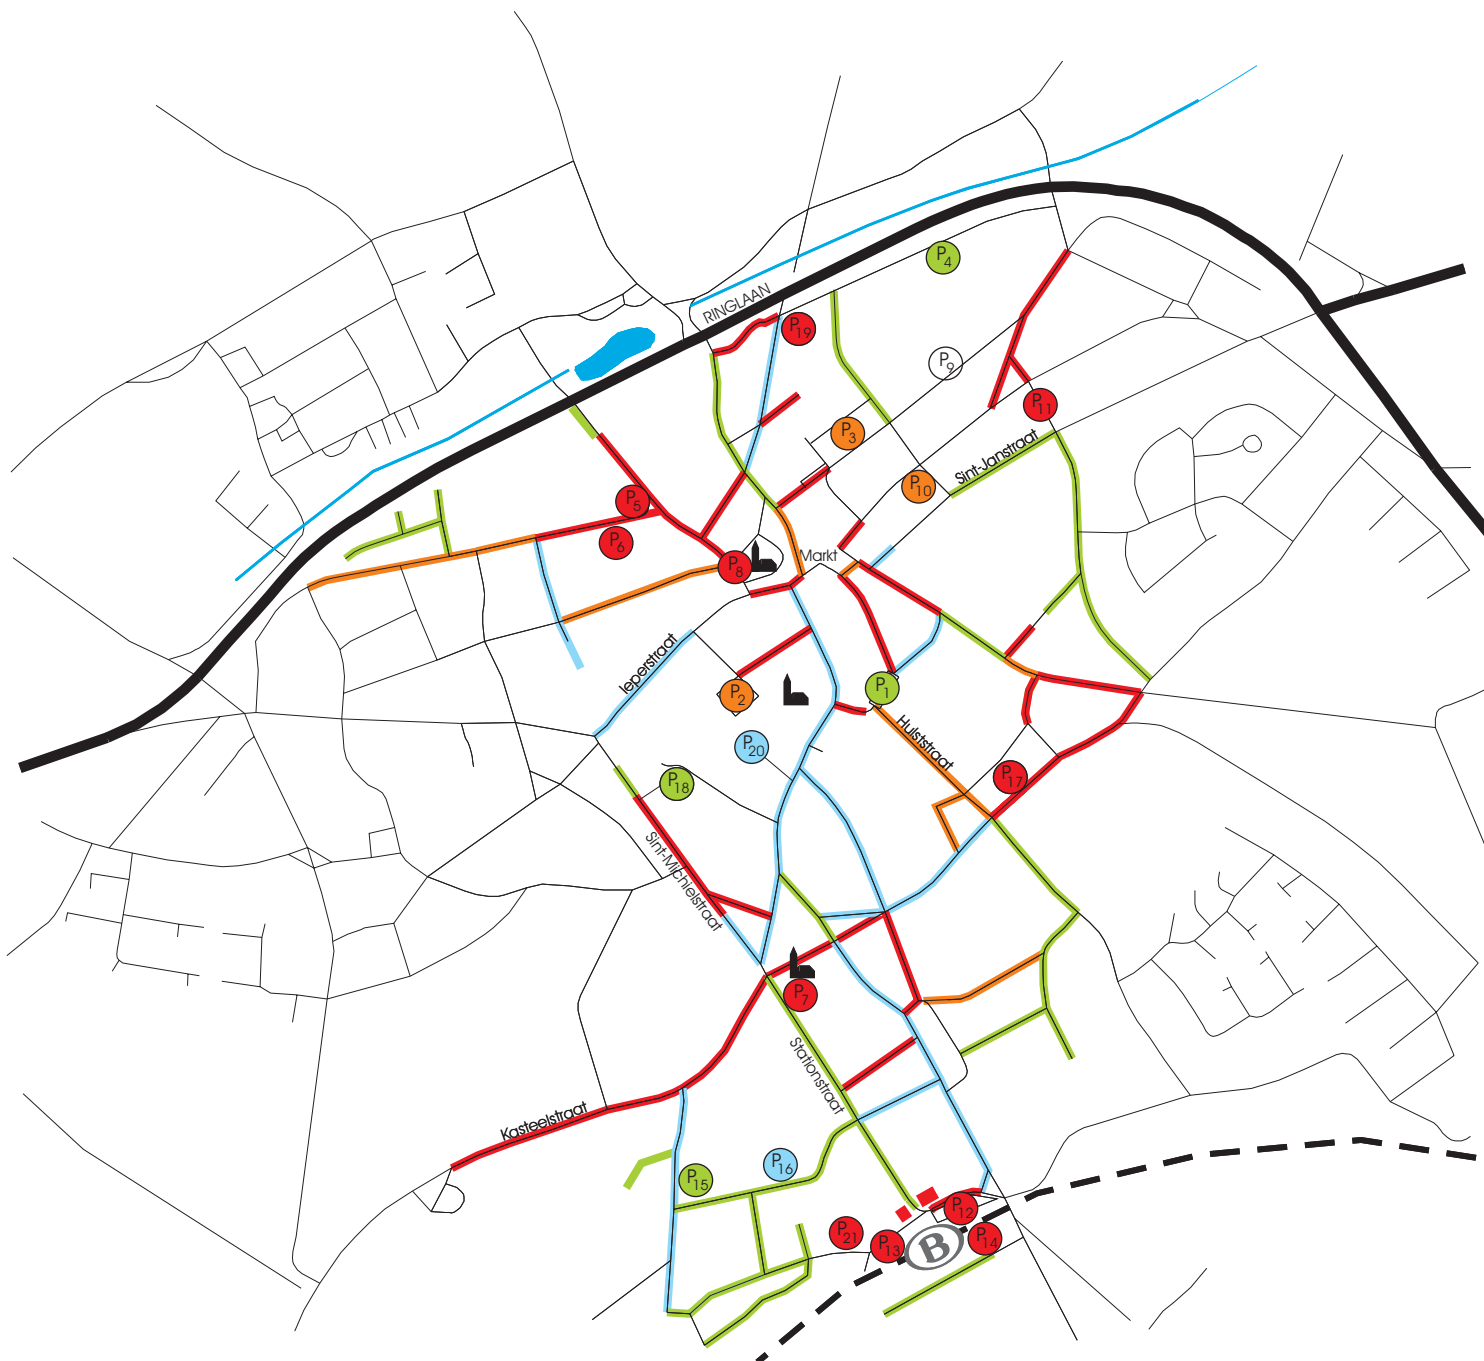 P4
RINGLAAN
P19
P9
P11
P3
Sint-Janstraat
P10
P5
P6
Markt
P8
Ieperstraat
P1
P2
Hulststraat
P20
P17
P18
Sint-Michielstraat
P7
Stationstraat
Kasteelstraat
P16
P15
P12
P21
P13
B
P14